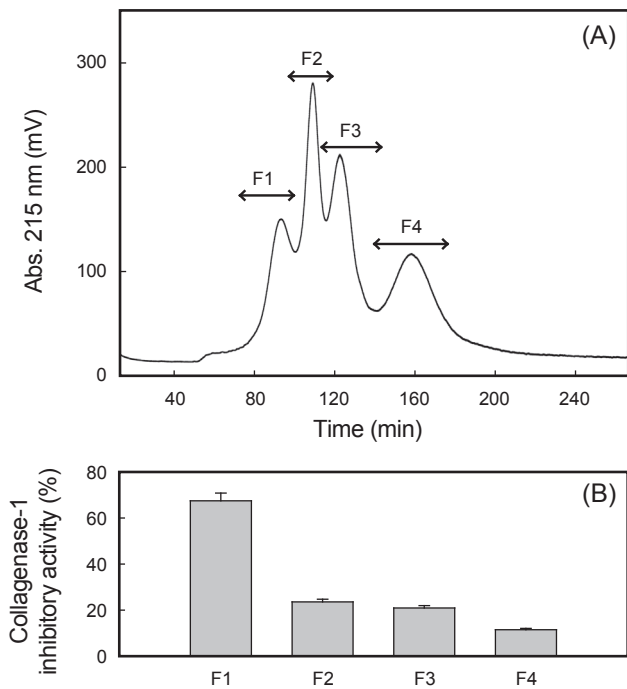 (A)
F2
F3
F1
F4
300
200
100
0
Abs. 215 nm (mV)
40 80 120 160 200 240
Time (min)
(B)
80
60
40
20
0
Collagenase-1
inhibitory activity (%)
F1 F2 F3 F4